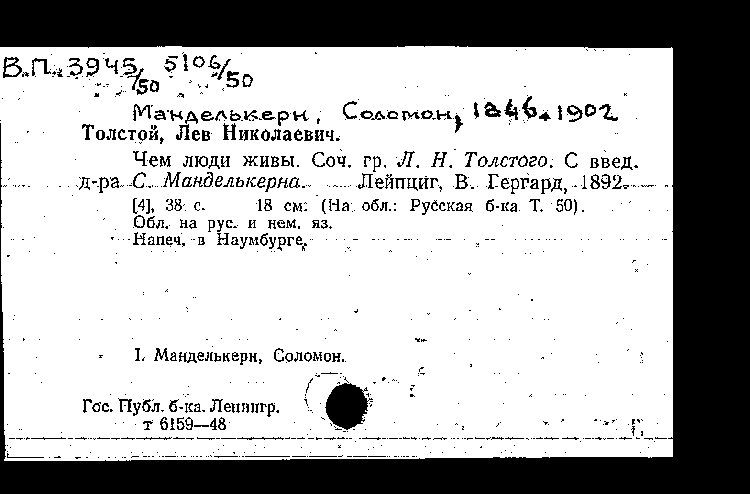 В.П. 3945/50 5106/50
Манделькерн, Соломон, 1846-1902
Толстой, Лев Николаевич.
Чем люди живы. Соч. гр. Л. Н. Толстого. С введ.
д-ра С. Манделькерна. Лейпциг, В. Гергард, 1892.
[4], 38 с. 18 см. (На обл.: Русская б-ка Т. 50).
Обл. на рус. и нем. яз.
Напеч. в Наумбурге.
I. Манделькерн, Соломон.
Гос. Публ. б-ка. Ленингр.
т 6159—48